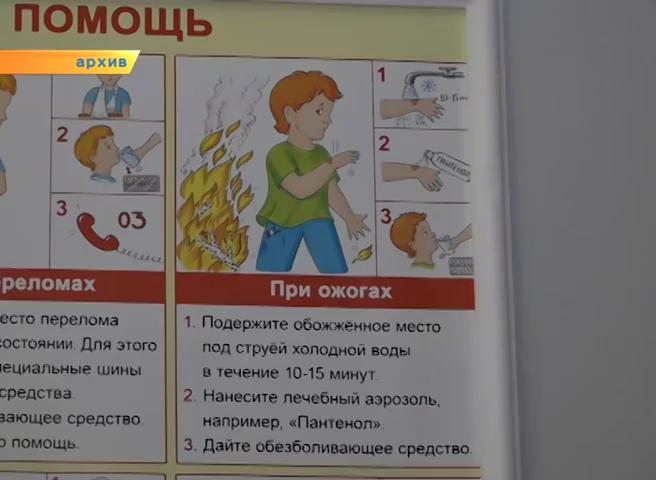 ПОМОЩЬ
архив
2
3
03
1
10-15 мин
2
ПАНТЕНОЛ
3
ереломах
есто перелома
состоянии. Для этого
пециальные шины
средства.
вающее средство.
ю помощь.
При ожогах
1. Подержите обожжённое место
под струёй холодной воды
в течение 10-15 минут.
2. Нанесите лечебный аэрозоль,
например, «Пантенол».
3. Дайте обезболивающее средство.